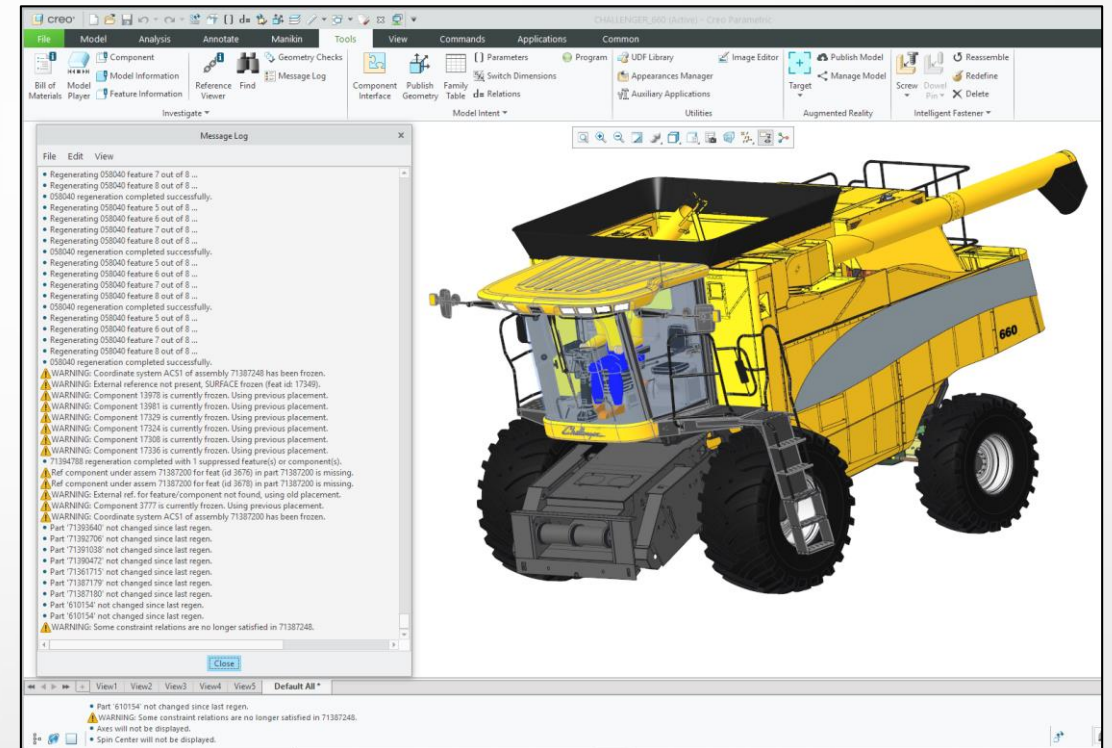 creo
CHALLENGER_660 (Active) - Creo Parametric
File Model Analysis Annotate Manikin Tools View Commands Applications Common
Bill of Materials
Model Player
Component
Model Information
Feature Information
Reference Viewer
Find
Geometry Checks
Message Log
Investigate
Component Interface
Publish Geometry
Family Table
[ ] Parameters
Switch Dimensions
d= Relations
Program
Model Intent
UDF Library
Appearances Manager
Auxiliary Applications
Image Editor
Utilities
Target
Publish Model
Manage Model
Augmented Reality
Screw
Dowel Pin
Reassemble
Redefine
Delete
Intelligent Fastener
Message Log
File Edit View
• Regenerating 058040 feature 7 out of 8 ...
• Regenerating 058040 feature 8 out of 8 ...
• 058040 regeneration completed successfully.
• Regenerating 058040 feature 5 out of 8 ...
• Regenerating 058040 feature 6 out of 8 ...
• Regenerating 058040 feature 7 out of 8 ...
• Regenerating 058040 feature 8 out of 8 ...
• 058040 regeneration completed successfully.
• Regenerating 058040 feature 5 out of 8 ...
• Regenerating 058040 feature 6 out of 8 ...
• Regenerating 058040 feature 7 out of 8 ...
• Regenerating 058040 feature 8 out of 8 ...
• 058040 regeneration completed successfully.
• Regenerating 058040 feature 5 out of 8 ...
• Regenerating 058040 feature 6 out of 8 ...
• Regenerating 058040 feature 7 out of 8 ...
• Regenerating 058040 feature 8 out of 8 ...
• 058040 regeneration completed successfully.
WARNING: Coordinate system ACS1 of assembly 71387248 has been frozen.
WARNING: External reference not present, SURFACE frozen (feat id: 17349).
WARNING: Component 13978 is currently frozen. Using previous placement.
WARNING: Component 13981 is currently frozen. Using previous placement.
WARNING: Component 17329 is currently frozen. Using previous placement.
WARNING: Component 17324 is currently frozen. Using previous placement.
WARNING: Component 17308 is currently frozen. Using previous placement.
WARNING: Component 17336 is currently frozen. Using previous placement.
• 71394788 regeneration completed with 1 suppressed feature(s) or component(s).
Ref component under assem 71387200 for feat (id 3676) in part 71387200 is missing.
Ref component under assem 71387200 for feat (id 3678) in part 71387200 is missing.
WARNING: External ref. for feature/component not found, using old placement.
WARNING: Component 3777 is currently frozen. Using previous placement.
WARNING: Coordinate system ACS1 of assembly 71387200 has been frozen.
• Part '71393640' not changed since last regen.
• Part '71392706' not changed since last regen.
• Part '71391038' not changed since last regen.
• Part '71390472' not changed since last regen.
• Part '71361715' not changed since last regen.
• Part '71387179' not changed since last regen.
• Part '71387180' not changed since last regen.
• Part '610154' not changed since last regen.
• Part '610154' not changed since last regen.
WARNING: Some constraint relations are no longer satisfied in 71387248.
Close
660
Challenger
View1 View2 View3 View4 View5 Default All *
• Part '610154' not changed since last regen.
WARNING: Some constraint relations are no longer satisfied in 71387248.
• Axes will not be displayed.
• Spin Center will not be displayed.